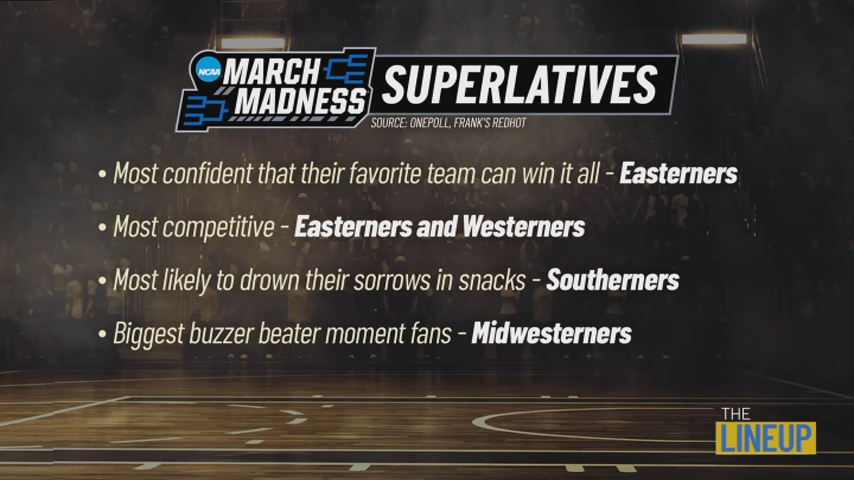 NCAA
MARCH
MADNESS
SUPERLATIVES
SOURCE: ONEPOLL, FRANK'S REDHOT
• Most confident that their favorite team can win it all - Easterners
• Most competitive - Easterners and Westerners
• Most likely to drown their sorrows in snacks - Southerners
• Biggest buzzer beater moment fans - Midwesterners
THE
LINEUP